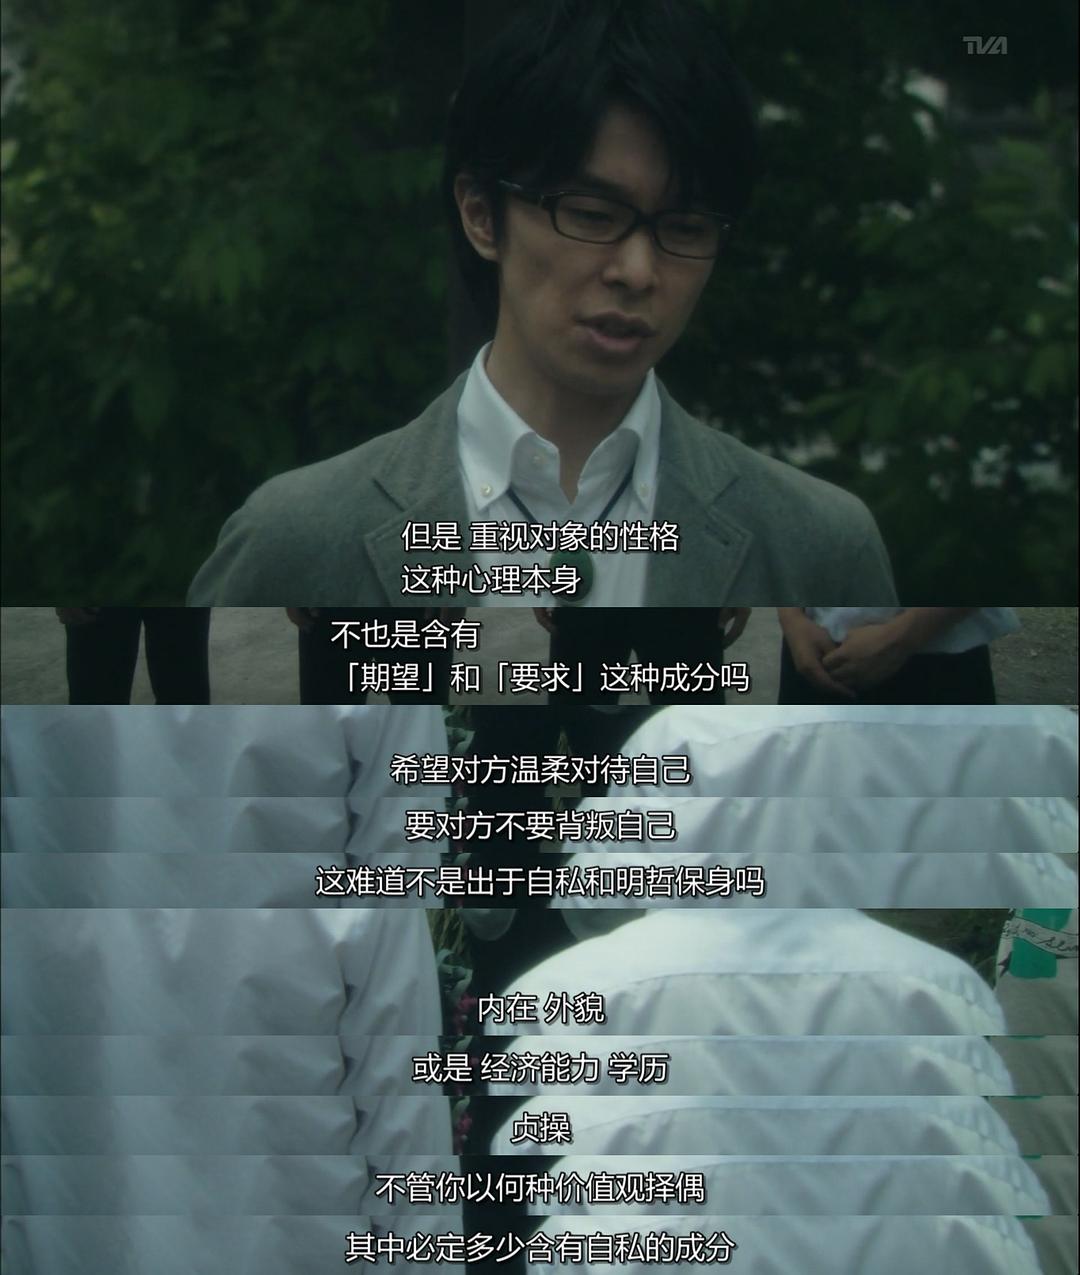 TVA
但是 重视对象的性格
这种心理本身
不也是含有
「期望」和「要求」这种成分吗
希望对方温柔对待自己
要对方不要背叛自己
这难道不是出于自私和明哲保身吗
内在 外貌
或是 经济能力 学历
贞操
不管你以何种价值观择偶
其中必定多少含有自私的成分